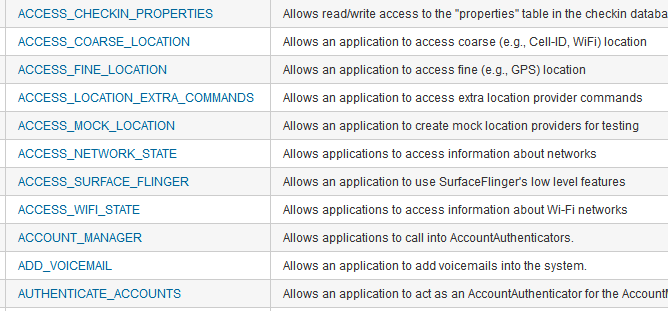 ACCESS_CHECKIN_PROPERTIES Allows read/write access to the "properties" table in the checkin
ACCESS_COARSE_LOCATION Allows an application to access coarse (e.g., Cell-ID, WiFi) location
ACCESS_FINE_LOCATION Allows an application to access fine (e.g., GPS) location
ACCESS_LOCATION_EXTRA_COMMANDS Allows an application to access extra location provider commands
ACCESS_MOCK_LOCATION Allows an application to create mock location providers for testing
ACCESS_NETWORK_STATE Allows applications to access information about networks
ACCESS_SURFACE_FLINGER Allows an application to use SurfaceFlinger's low level features
ACCESS_WIFI_STATE Allows applications to access information about Wi-Fi networks
ACCOUNT_MANAGER Allows applications to call into AccountAuthenticators.
ADD_VOICEMAIL Allows an application to add voicemails into the system.
AUTHENTICATE_ACCOUNTS Allows an application to act as an AccountAuthenticator for the